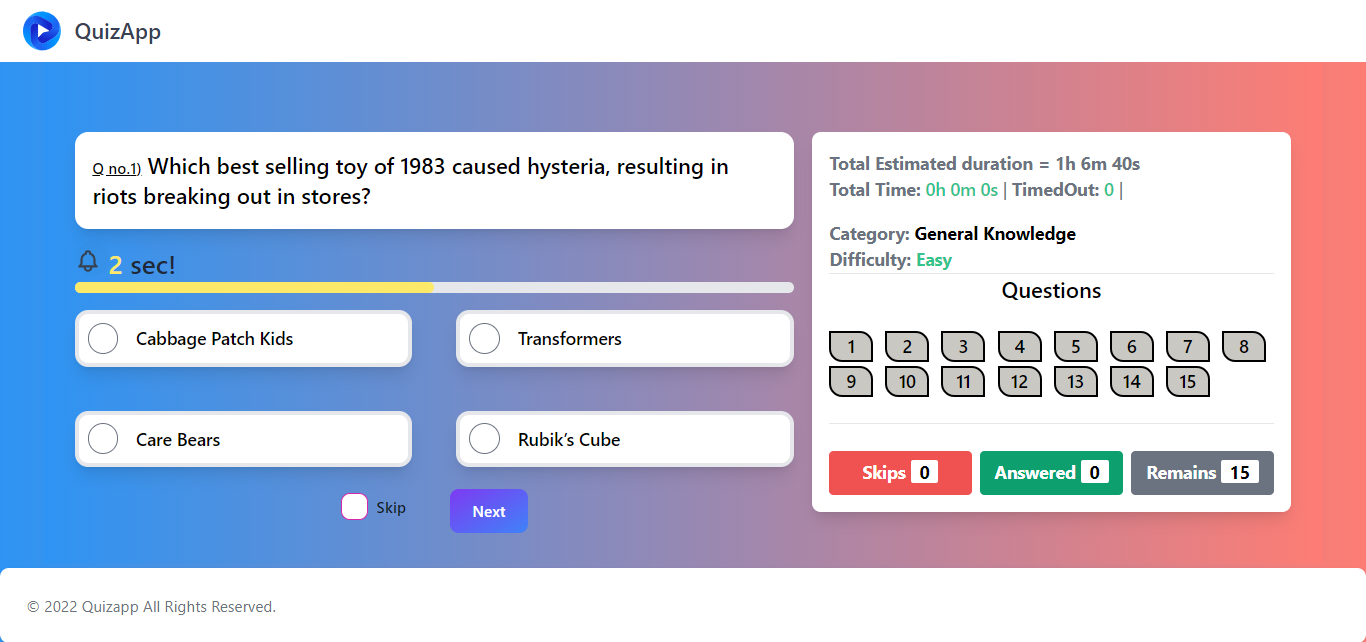 QuizApp
Q no.1) Which best selling toy of 1983 caused hysteria, resulting in
riots breaking out in stores?
2 sec!
Cabbage Patch Kids
Transformers
Care Bears
Rubik’s Cube
Skip
Next
Total Estimated duration = 1h 6m 40s
Total Time: 0h 0m 0s | TimedOut: 0 |
Category: General Knowledge
Difficulty: Easy
Questions
1 2 3 4 5 6 7 8
9 10 11 12 13 14 15
Skips 0 Answered 0 Remains 15
© 2022 Quizapp All Rights Reserved.